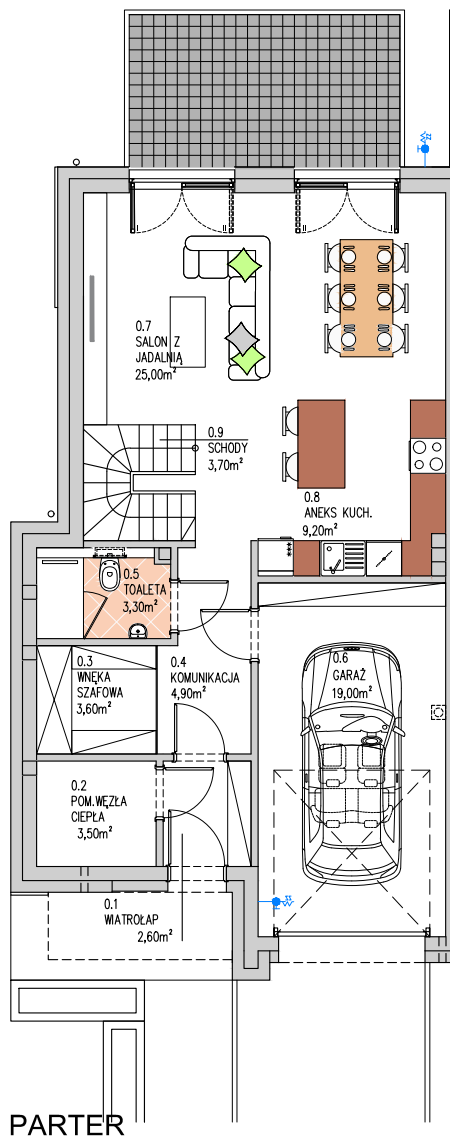 0.7
SALON Z
JADALNIĄ
25,00m²
0.9
SCHODY
3,70m²
0.8
ANEKS KUCH.
9,20m²
0.5
TOALETA
3,30m²
0.3
WNĘKA
SZAFOWA
3,60m²
0.4
KOMUNIKACJA
4,90m²
0.6
GARAŻ
19,00m²
0.2
POM.WĘZŁA
CIEPŁA
3,50m²
0.1
WIATROŁAP
2,60m²
PARTER